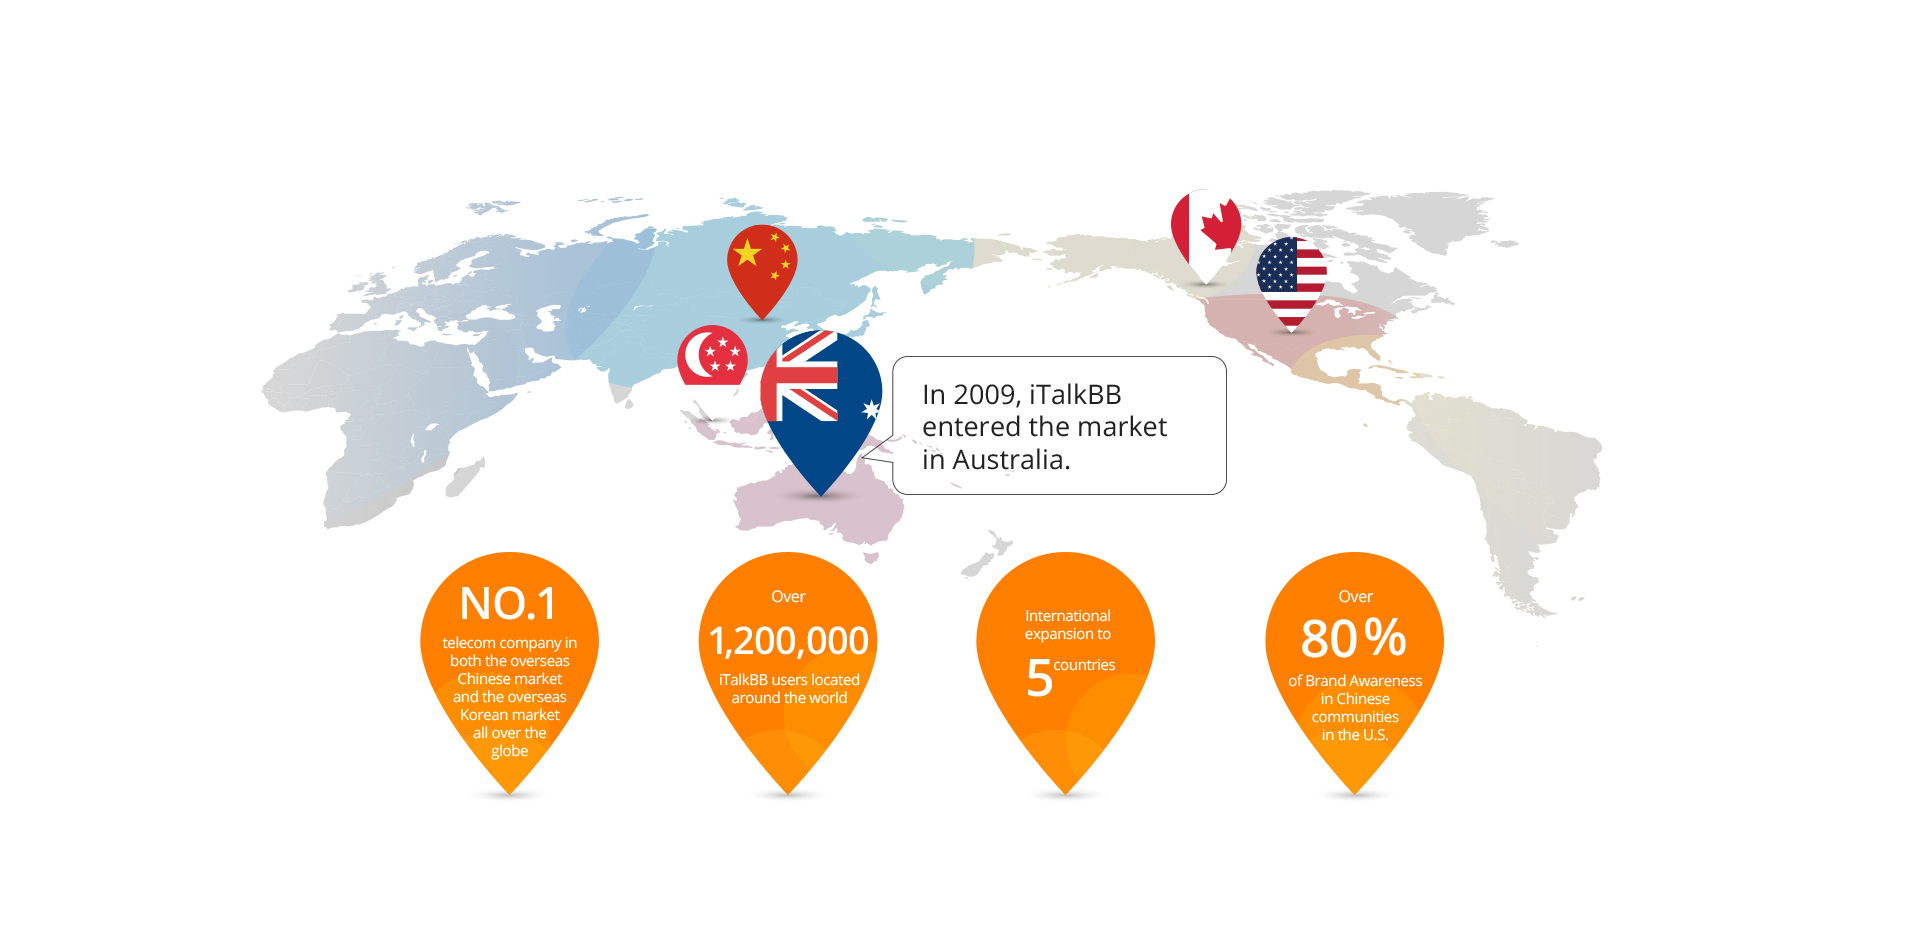 In 2009, iTalkBB
entered the market
in Australia.
NO.1
telecom company in
both the overseas
Chinese market
and the overseas
Korean market
all over the
globe
Over
1,200,000
iTalkBB users located
around the world
International
expansion to
5 countries
Over
80%
of Brand Awareness
in Chinese
communities
in the U.S.